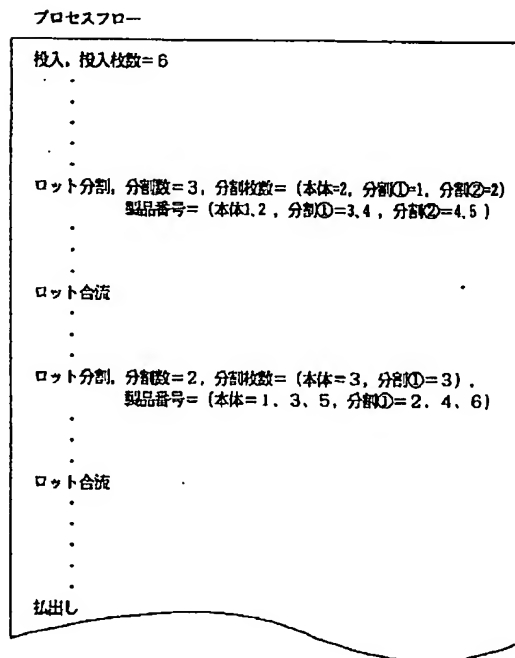 プロセスフロー
投入, 投入枚数=6
ロット分割, 分割数=3, 分割枚数= (本体=2, 分割①=1, 分割②=2)
製品番号= (本体1.2, 分割①=3.4, 分割②=4.5)
ロット合流
ロット分割, 分割数=2, 分割枚数= (本体=3, 分割①=3),
製品番号= (本体=1、3、5, 分割①=2、4、6)
ロット合流
払出し